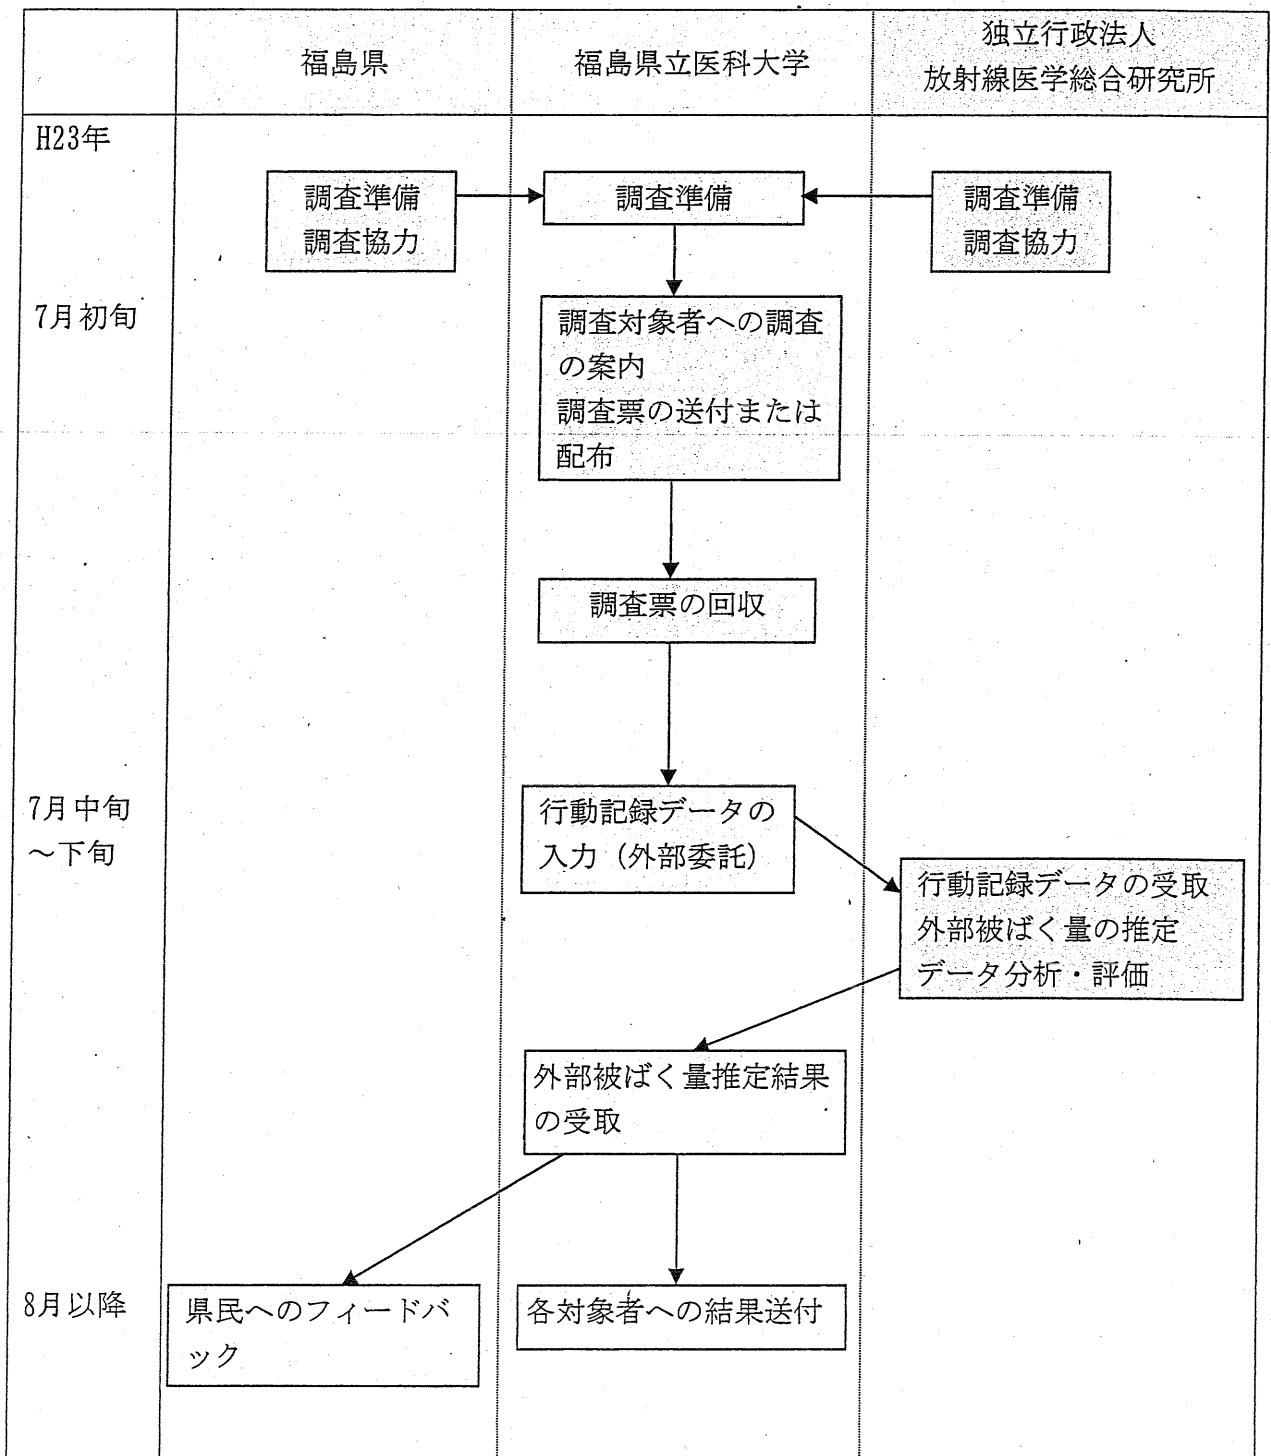 福島県
福島県立医科大学
独立行政法人
放射線医学総合研究所
H23年
調査準備
調査協力
調査準備
調査準備
調査協力
7月初旬
調査対象者への調査
の案内
調査票の送付または
配布
調査票の回収
7月中旬
～下旬
行動記録データの
入力（外部委託）
行動記録データの受取
外部被ばく量の推定
データ分析・評価
外部被ばく量推定結果
の受取
8月以降
県民へのフィードバ
ック
各対象者への結果送付